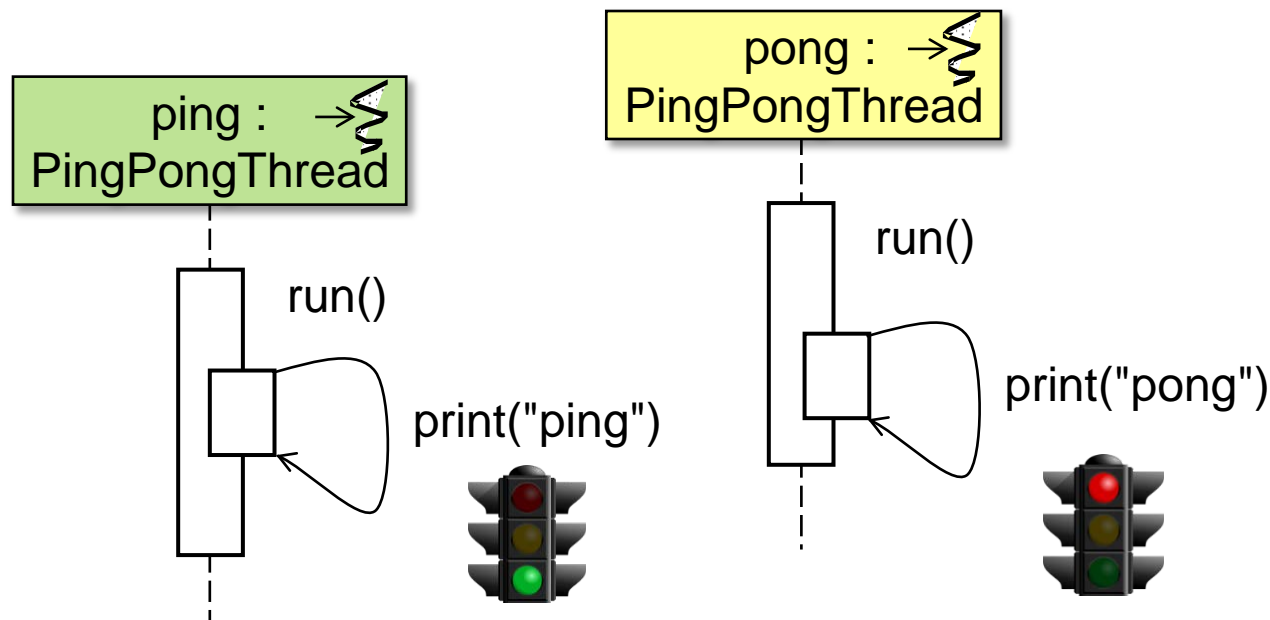 ping :
PingPongThread
run()
print("ping")
pong :
PingPongThread
run()
print("pong")